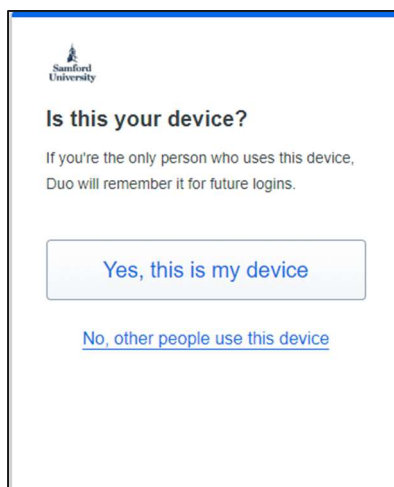 Samford
University
Is this your device?
If you're the only person who uses this device,
Duo will remember it for future logins.
Yes, this is my device
No, other people use this device